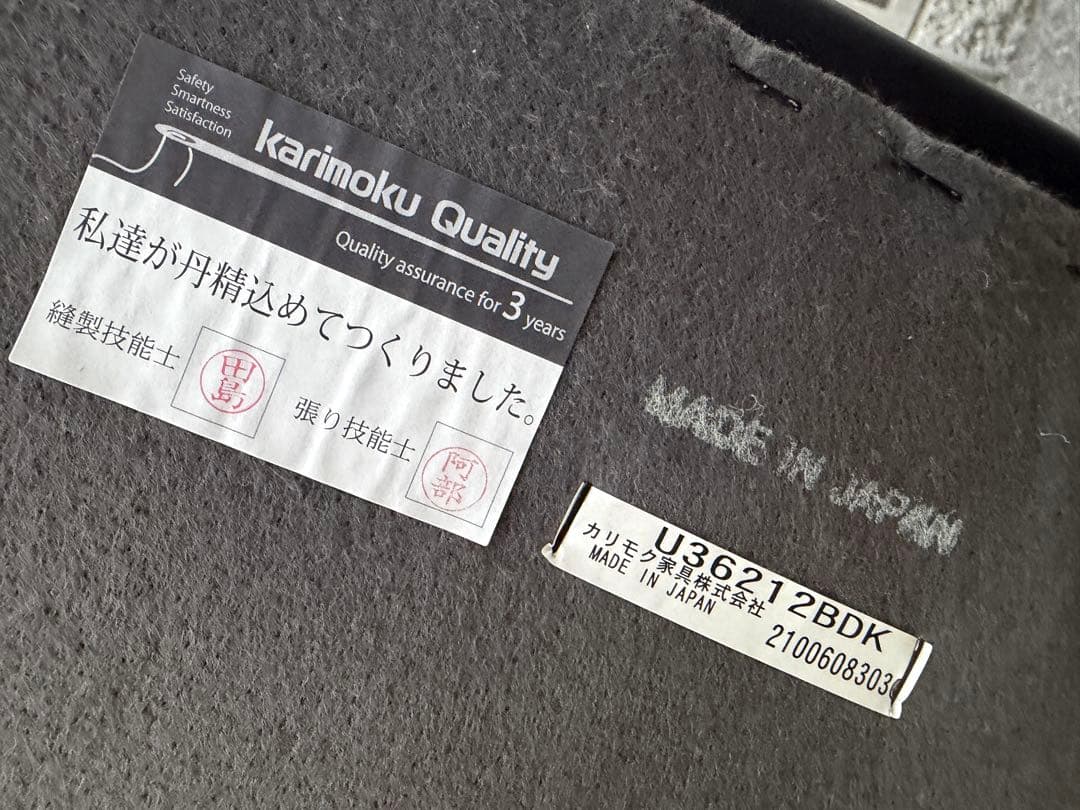 Safety
Smartness
Satisfaction
karimoku Quality
Quality assurance for 3 years
私達が丹精込めてつくりました。
縫製技能士
田島
張り技能士
阿部
MADE IN JAPAN
U36212BDK
カリモク家具株式会社
MADE IN JAPAN
2100608303